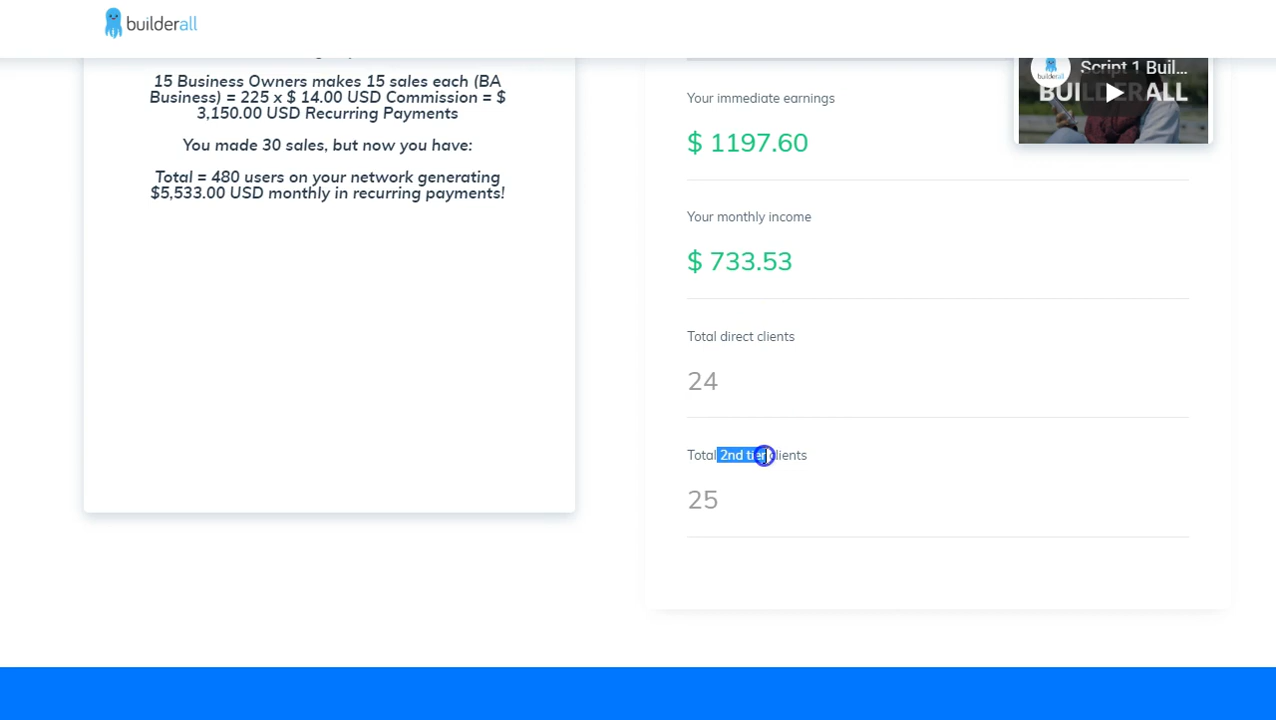 builderall
15 Business Owners makes 15 sales each (BA
Business) = 225 x $ 14.00 USD Commission = $
3,150.00 USD Recurring Payments
You made 30 sales, but now you have:
Total = 480 users on your network generating
$5,533.00 USD monthly in recurring payments!
Script 1 Buil...
BUILDERALL
Your immediate earnings
$ 1197.60
Your monthly income
$ 733.53
Total direct clients
24
Total 2nd tier clients
25